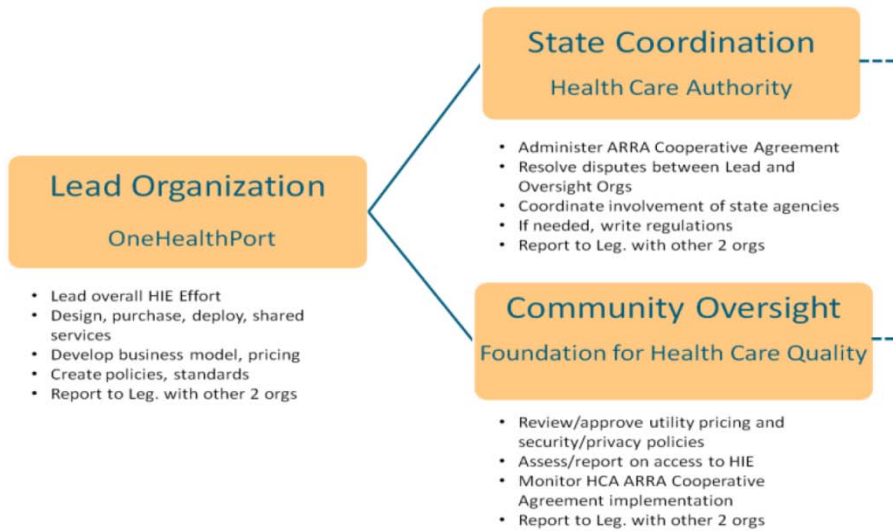 Lead Organization
OneHealthPort
• Lead overall HIE Effort
• Design, purchase, deploy, shared
services
• Develop business model, pricing
• Create policies, standards
• Report to Leg. with other 2 orgs
State Coordination
Health Care Authority
• Administer ARRA Cooperative Agreement
• Resolve disputes between Lead and
Oversight Orgs
• Coordinate involvement of state agencies
• If needed, write regulations
• Report to Leg. with other 2 orgs
Community Oversight
Foundation for Health Care Quality
• Review/approve utility pricing and
security/privacy policies
• Assess/report on access to HIE
• Monitor HCA ARRA Cooperative
Agreement implementation
• Report to Leg. with other 2 orgs